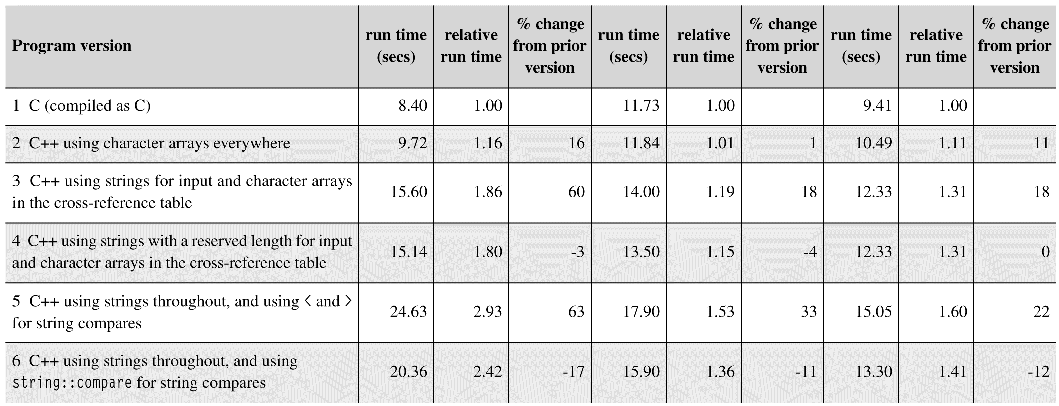 Program version run time (secs) relative run time % change from prior version run time (secs) relative run time % change from prior version run time (secs) relative run time % change from prior version
1 C (compiled as C) 8.40 1.00 11.73 1.00 9.41 1.00
2 C++ using character arrays everywhere 9.72 1.16 16 11.84 1.01 1 10.49 1.11 11
3 C++ using strings for input and character arrays
in the cross-reference table 15.60 1.86 60 14.00 1.19 18 12.33 1.31 18
4 C++ using strings with a reserved length for input
and character arrays in the cross-reference table 15.14 1.80 -3 13.50 1.15 -4 12.33 1.31 0
5 C++ using strings throughout, and using < and >
for string compares 24.63 2.93 63 17.90 1.53 33 15.05 1.60 22
6 C++ using strings throughout, and using
string::compare for string compares 20.36 2.42 -17 15.90 1.36 -11 13.30 1.41 -12